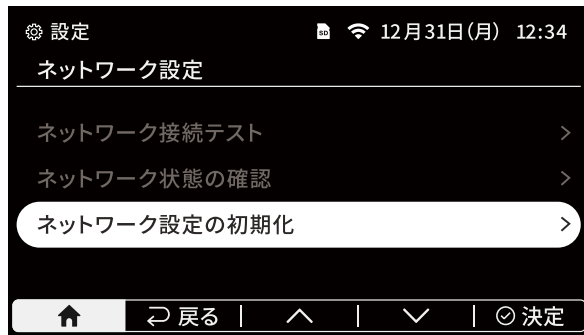 設定 SD 12月31日(月) 12:34
ネットワーク設定
ネットワーク接続テスト
ネットワーク状態の確認
ネットワーク設定の初期化
戻る 決定